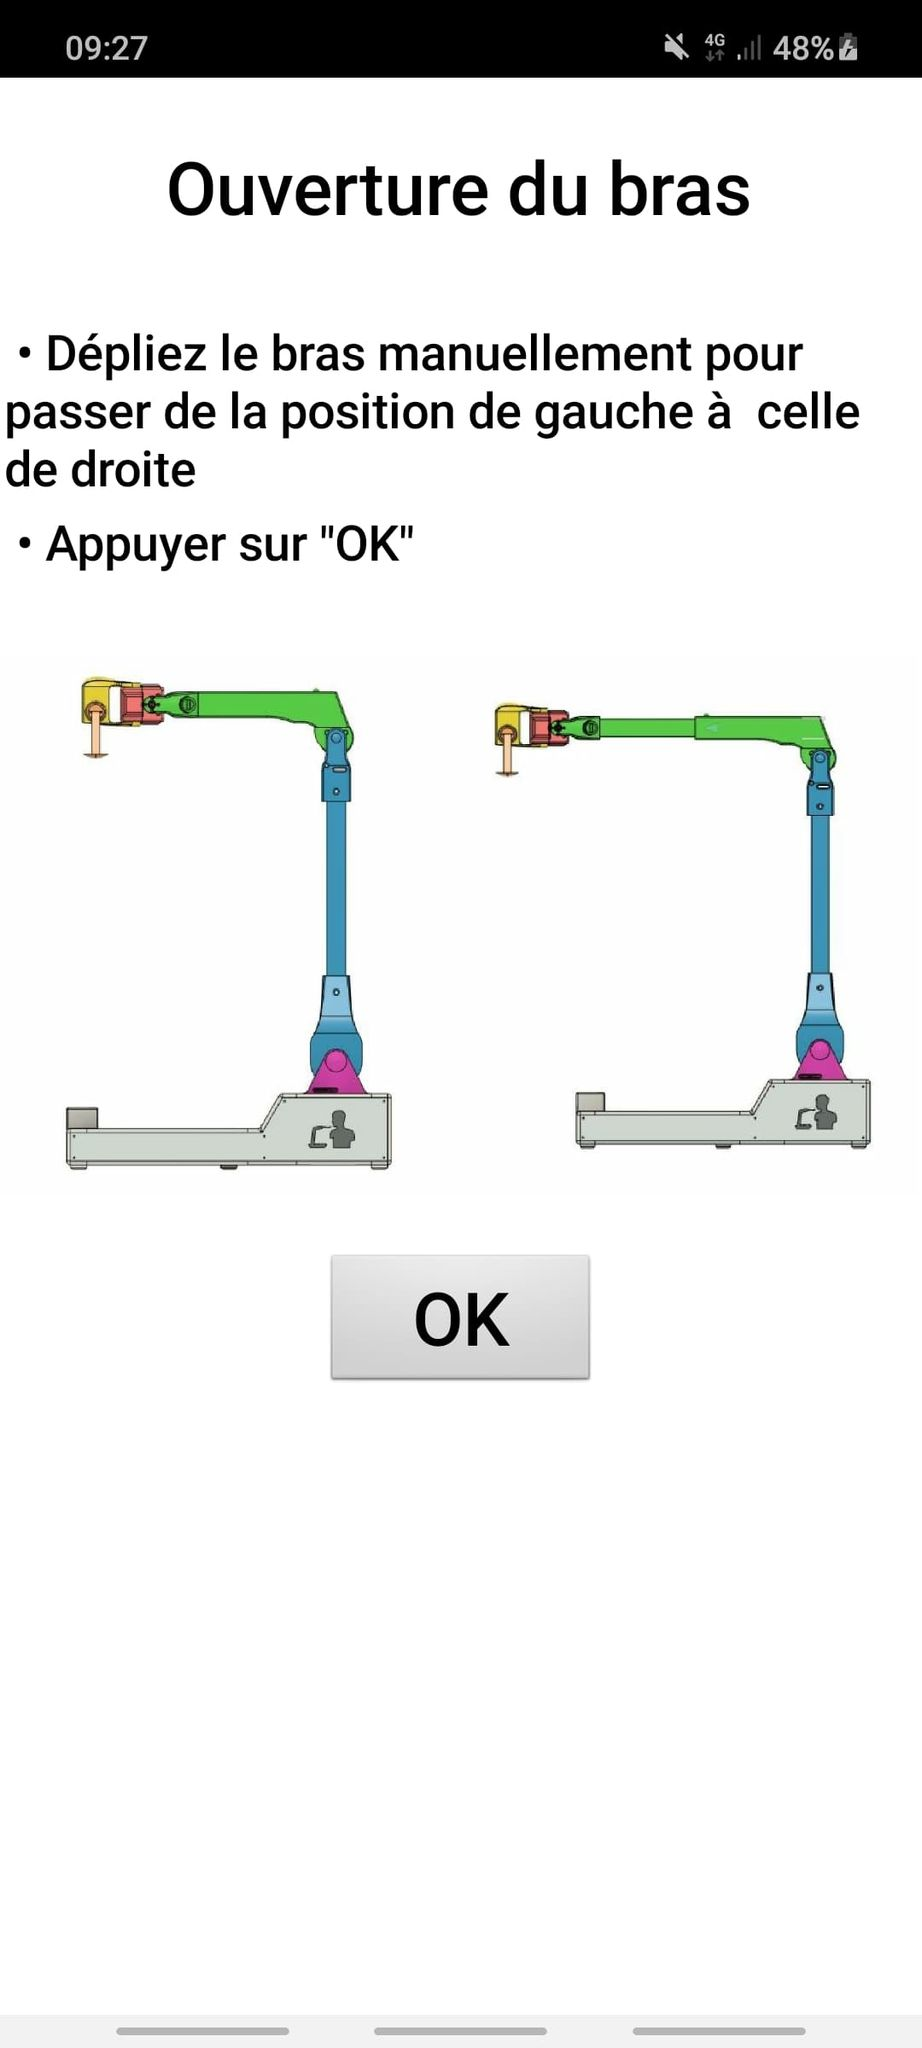 09:27
4G
48%
Ouverture du bras
• Dépliez le bras manuellement pour
passer de la position de gauche à  celle
de droite
• Appuyer sur "OK"
OK